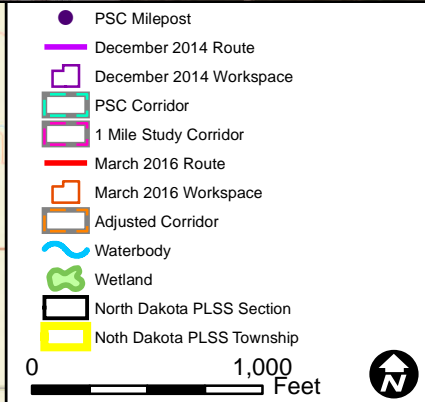 PSC Milepost
December 2014 Route
December 2014 Workspace
PSC Corridor
1 Mile Study Corridor
March 2016 Route
March 2016 Workspace
Adjusted Corridor
Waterbody
Wetland
North Dakota PLSS Section
Noth Dakota PLSS Township
0 1,000
Feet
N